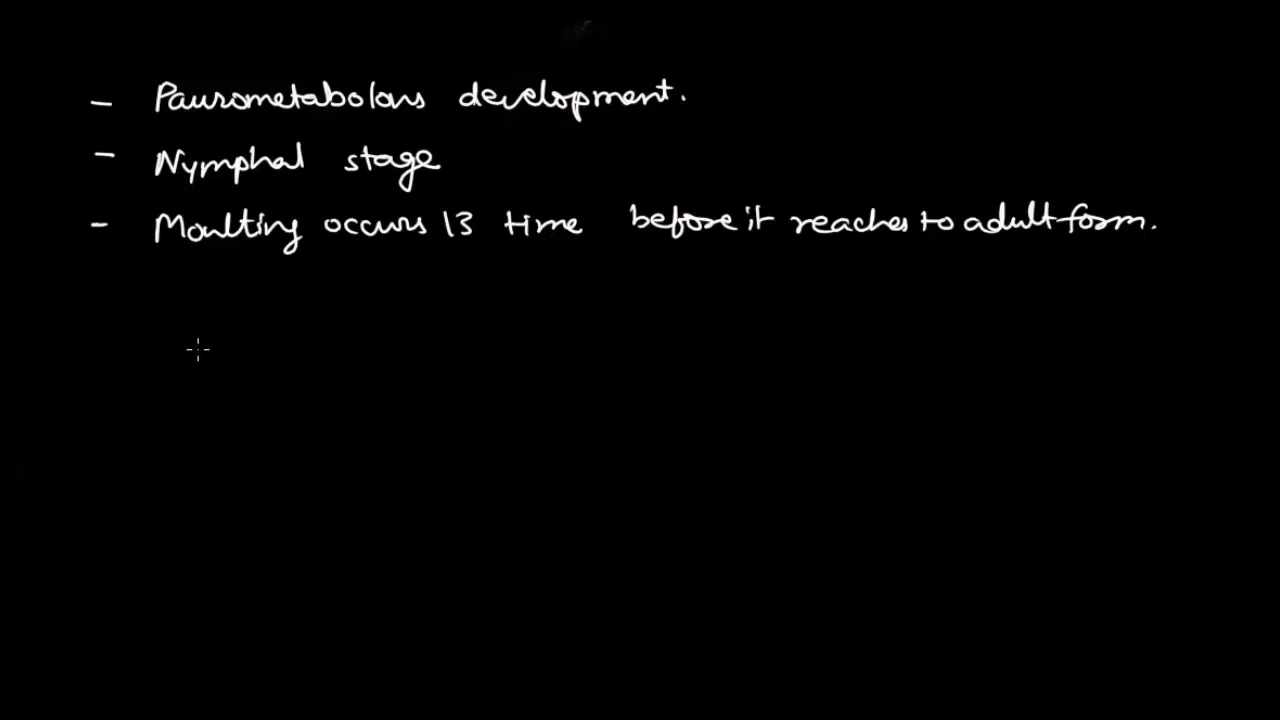 - Paurometabolous development.
- Nymphal stage
- Moulting occurs 13 time before it reaches to adult form.